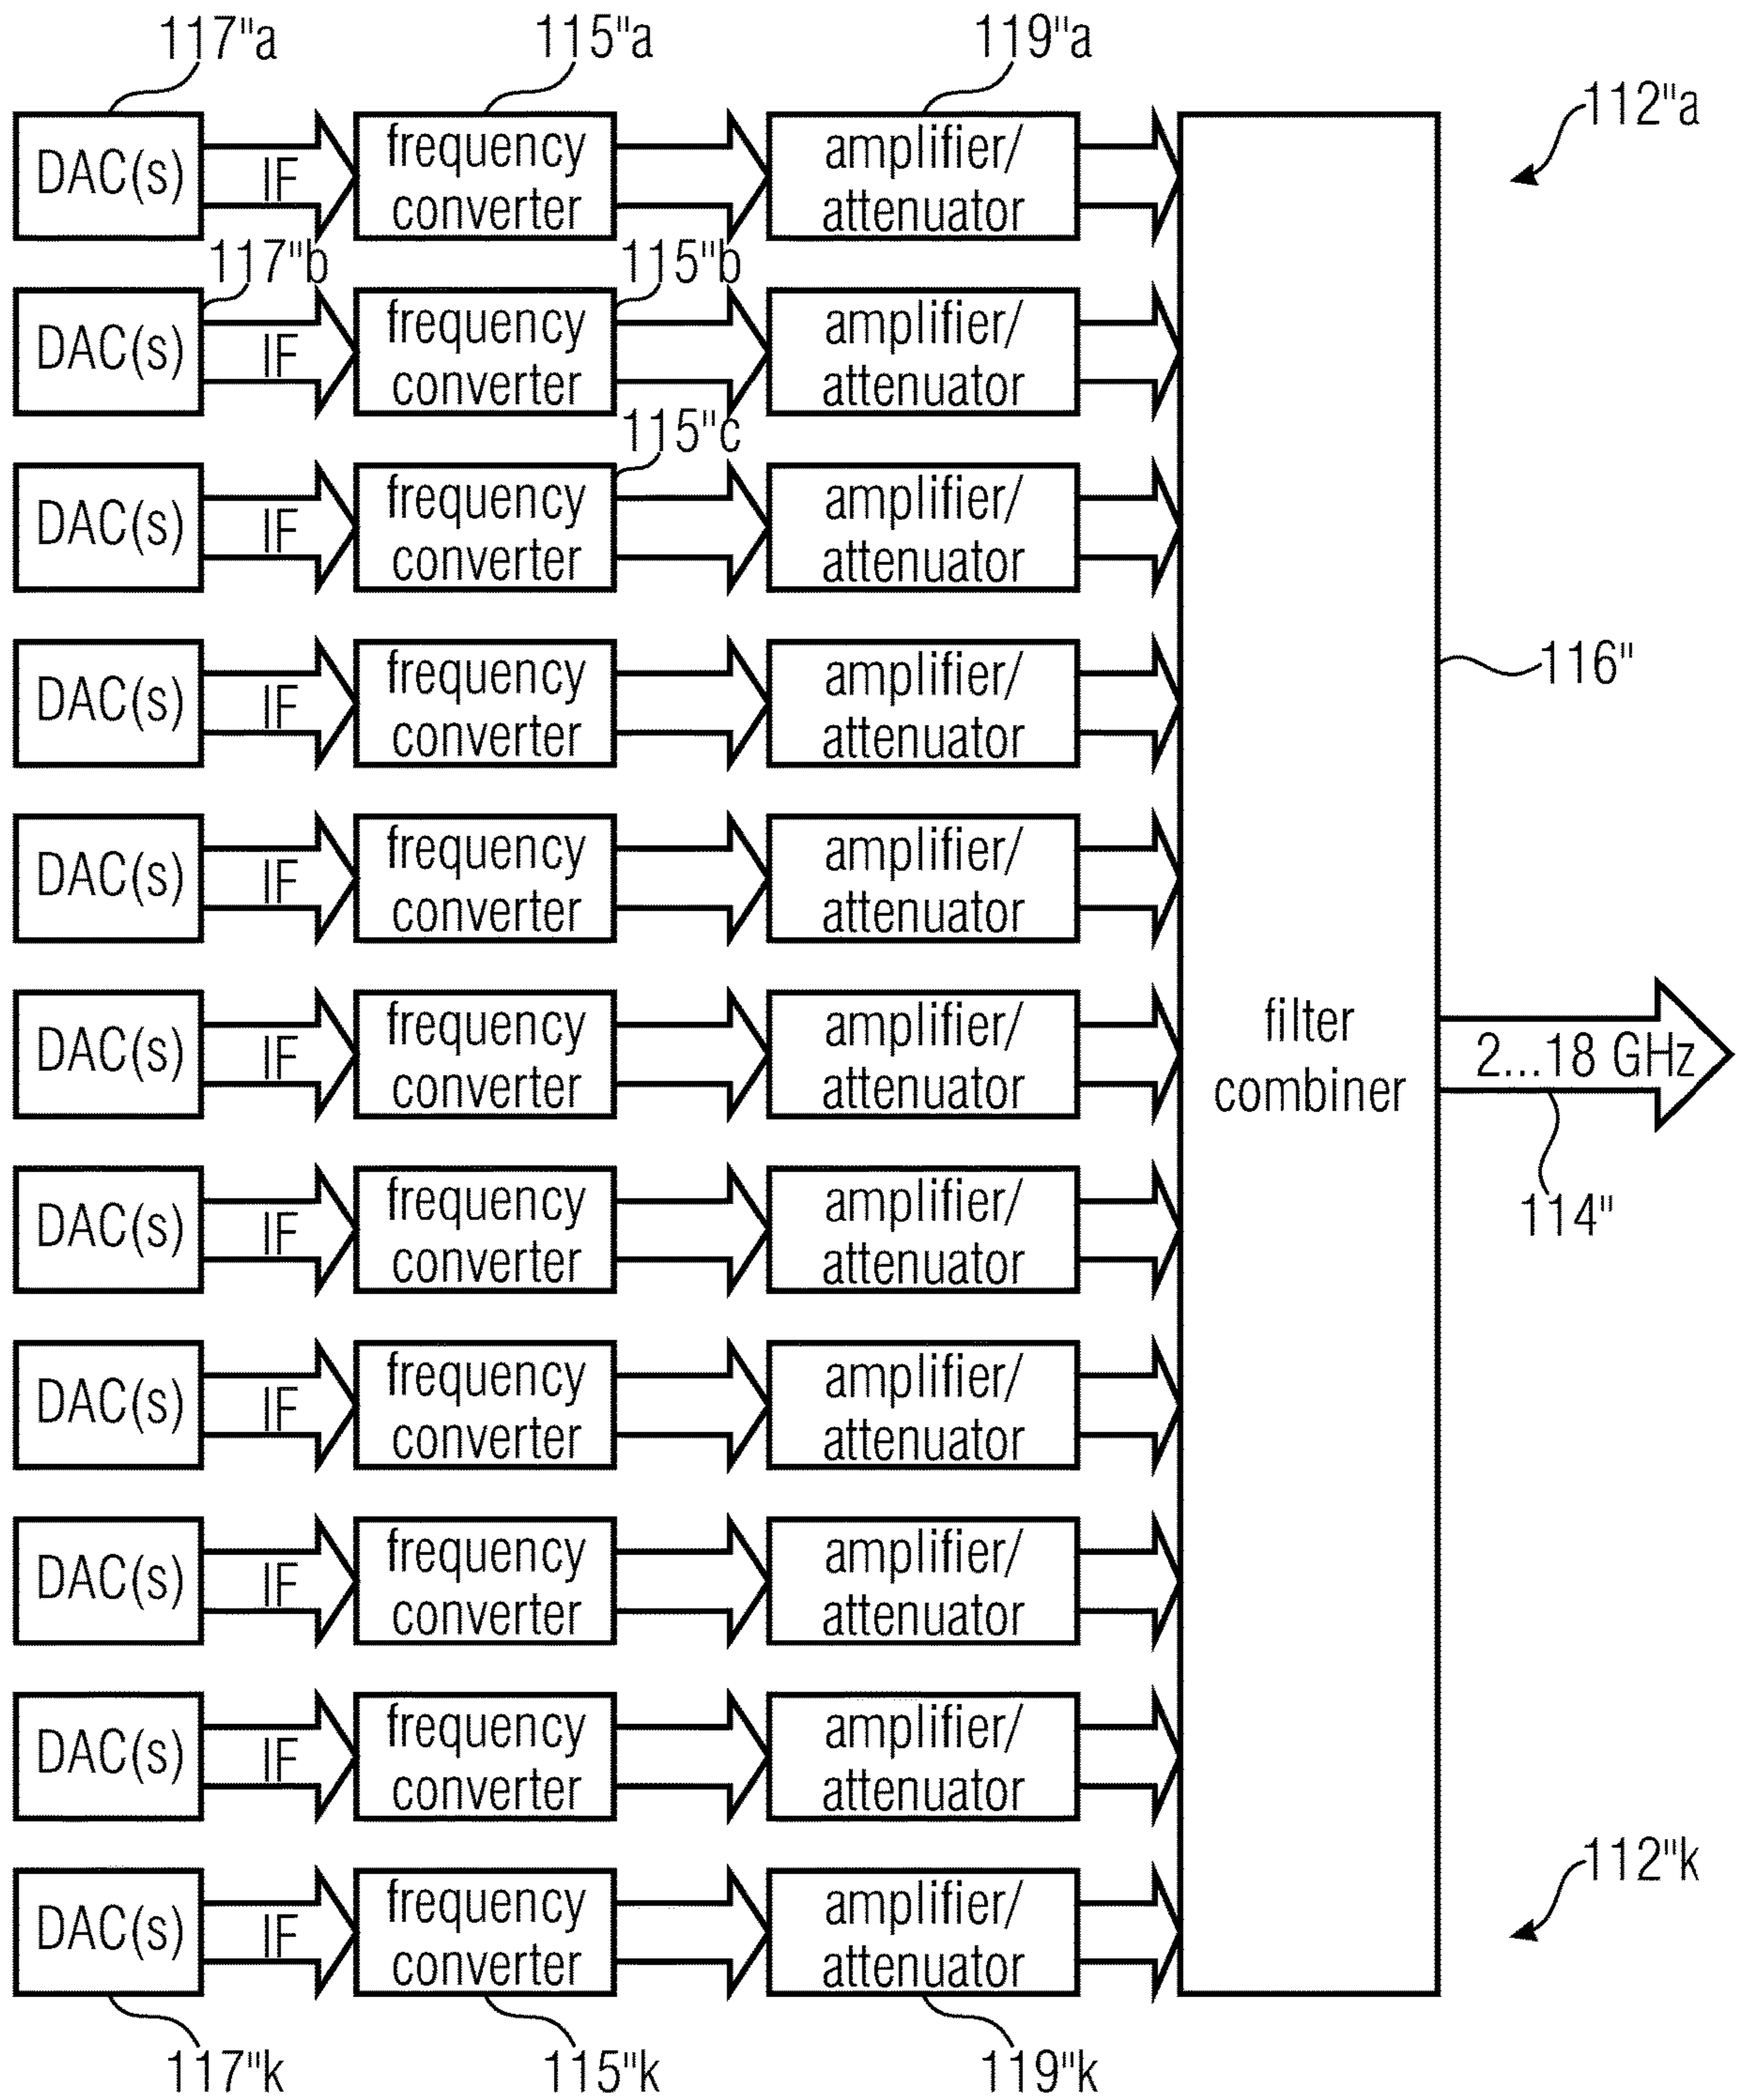 117"a
115"a
119"a
112"a
DAC(s)
IF
frequency
converter
amplifier/
attenuator
117"b
115"b
DAC(s)
IF
frequency
converter
amplifier/
attenuator
115"c
DAC(s)
IF
frequency
converter
amplifier/
attenuator
DAC(s)
IF
frequency
converter
amplifier/
attenuator
116"
DAC(s)
IF
frequency
converter
amplifier/
attenuator
DAC(s)
IF
frequency
converter
amplifier/
attenuator
filter
combiner
2...18 GHz
114"
DAC(s)
IF
frequency
converter
amplifier/
attenuator
DAC(s)
IF
frequency
converter
amplifier/
attenuator
DAC(s)
IF
frequency
converter
amplifier/
attenuator
DAC(s)
IF
frequency
converter
amplifier/
attenuator
112"k
DAC(s)
IF
frequency
converter
amplifier/
attenuator
117"k
115"k
119"k